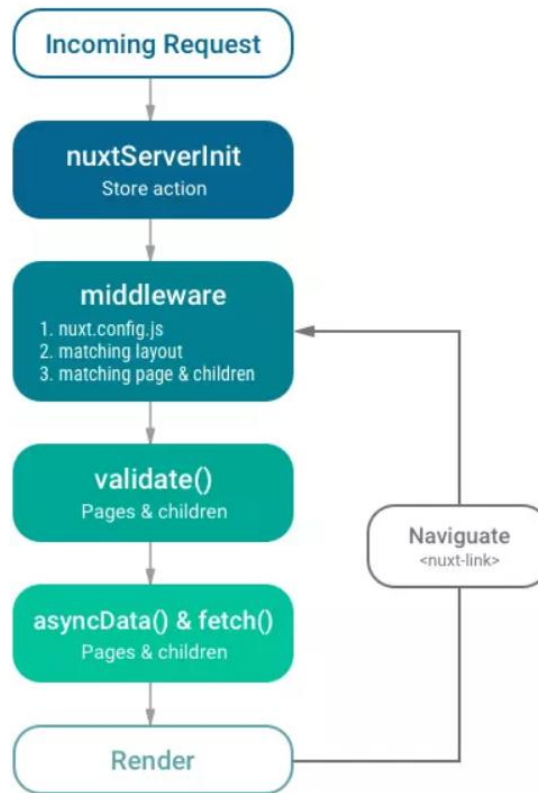 Incoming Request
nuxtServerInit
Store action
middleware
1. nuxt.config.js
2. matching layout
3. matching page & children
validate()
Pages & children
Naviguate
<nuxt-link>
asyncData() & fetch()
Pages & children
Render